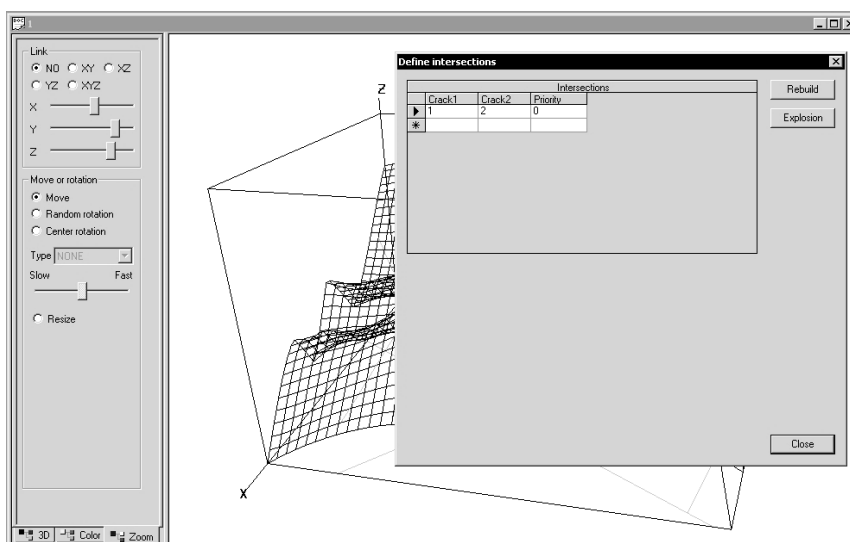 1
Link
NO XY XZ
YZ XYZ
X
Y
Z
Move or rotation
Move
Random rotation
Center rotation
Type NONE
Slow Fast
Resize
3D Color Zoom
Z
X
Define intersections
Intersections
Crack1 Crack2 Priority
1 2 0
Rebuild
Explosion
Close